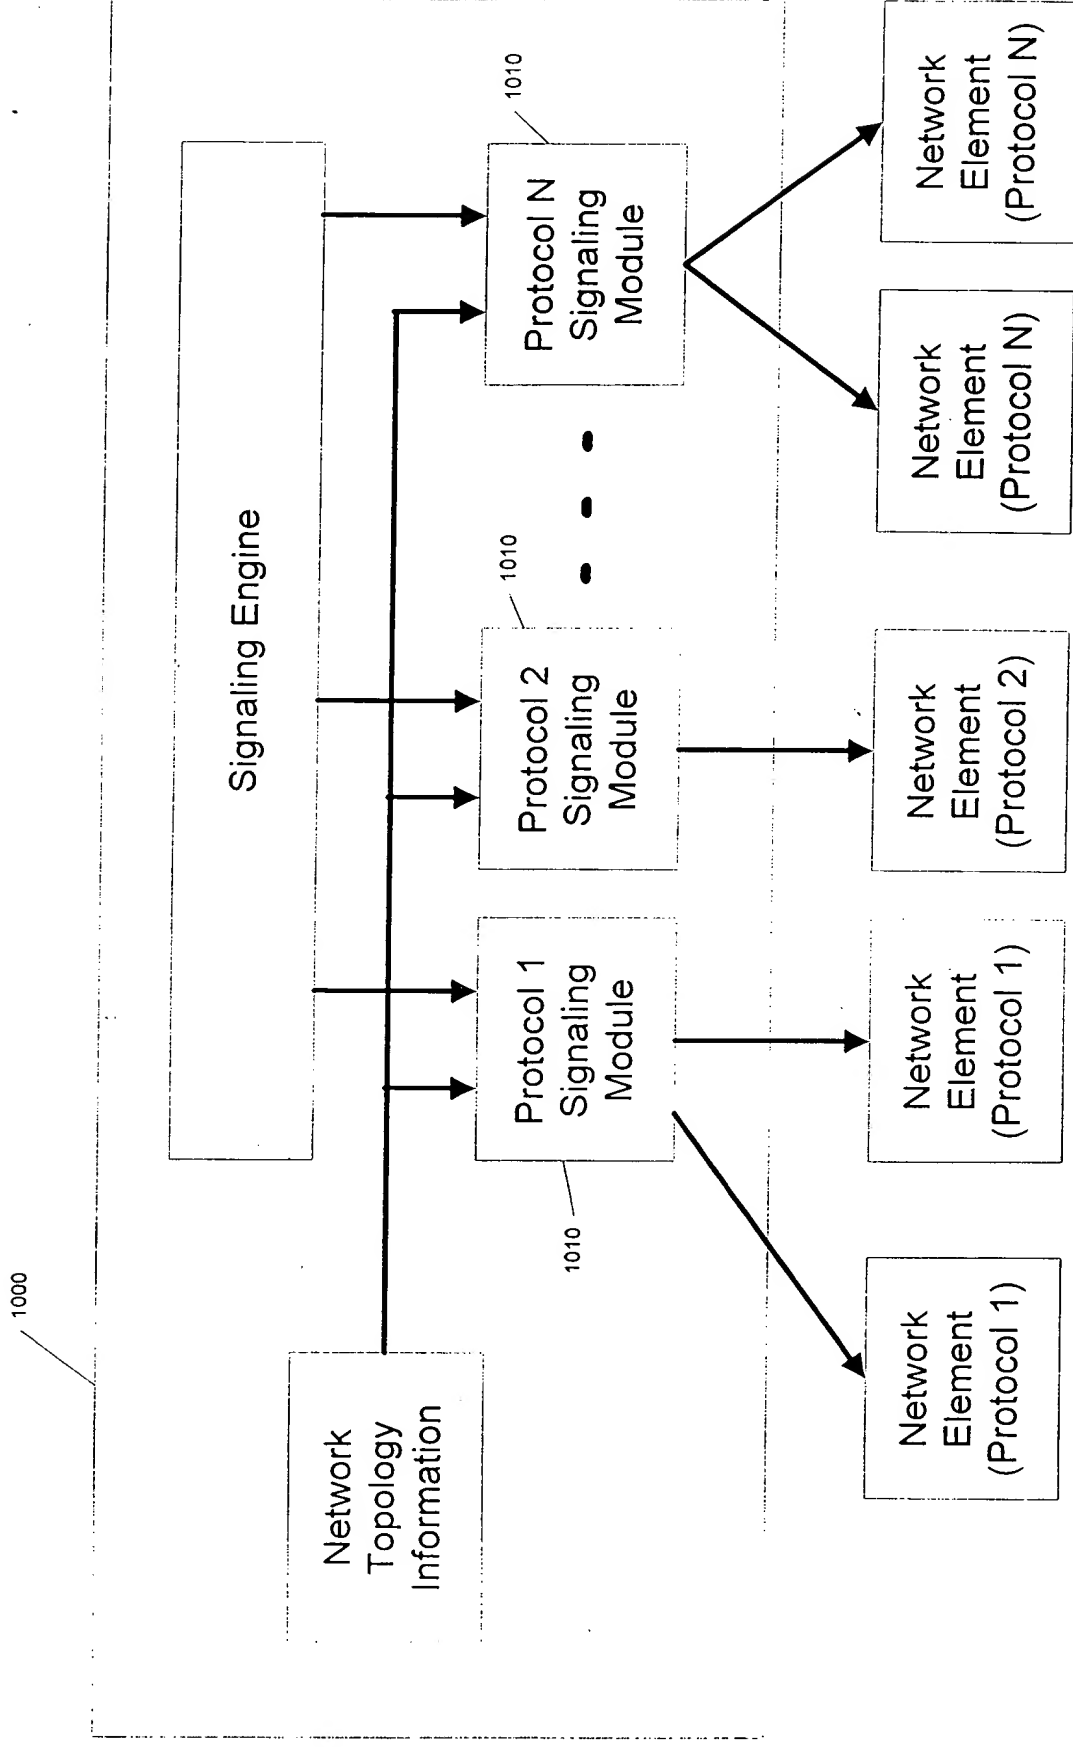 1000
Signaling Engine
Network
Topology
Information
1010
Protocol 1
Signaling
Module
1010
Protocol 2
Signaling
Module
1010
Protocol N
Signaling
Module
Network
Element
(Protocol 1)
Network
Element
(Protocol 1)
Network
Element
(Protocol 2)
Network
Element
(Protocol N)
Network
Element
(Protocol N)